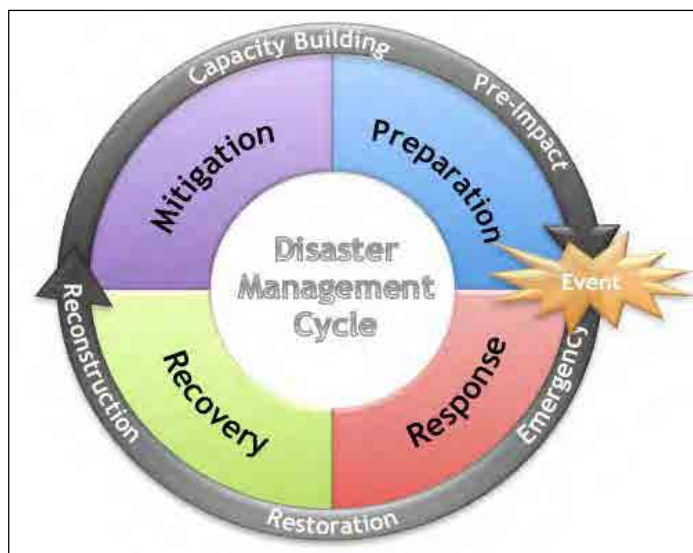 Capacity Building
Pre-Impact
Mitigation
Preparation
Disaster
Management
Cycle
Event
Reconstruction
Recovery
Response
Emergency
Restoration